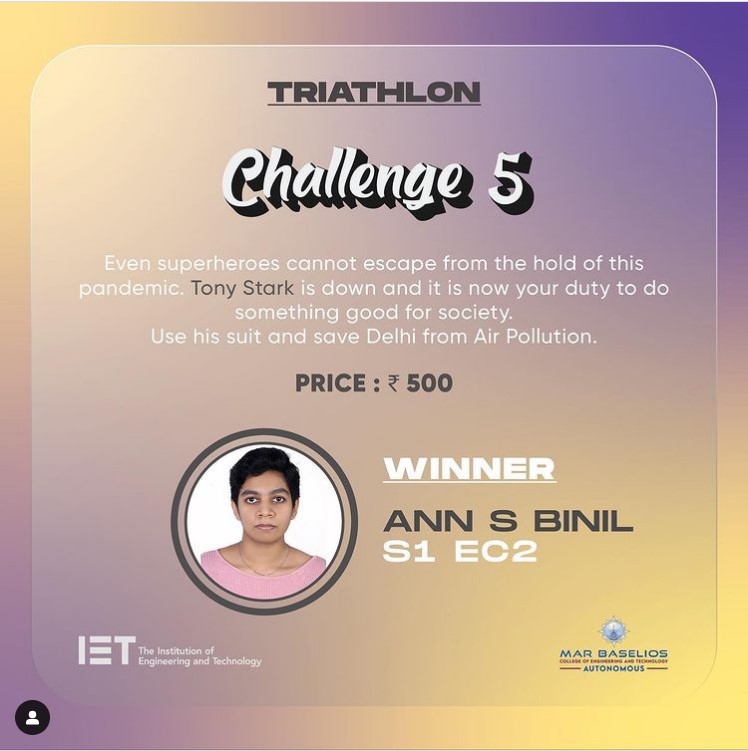 TRIATHLON
Challenge 5
Even superheroes cannot escape from the hold of this
pandemic. Tony Stark is down and it is now your duty to do
something good for society.
Use his suit and save Delhi from Air Pollution.
PRICE : ₹ 500
WINNER
ANN S BINIL
S1 EC2
IET The Institution of
Engineering and Technology
MAR BASELIOS
COLLEGE OF ENGINEERING AND TECHNOLOGY
AUTONOMOUS